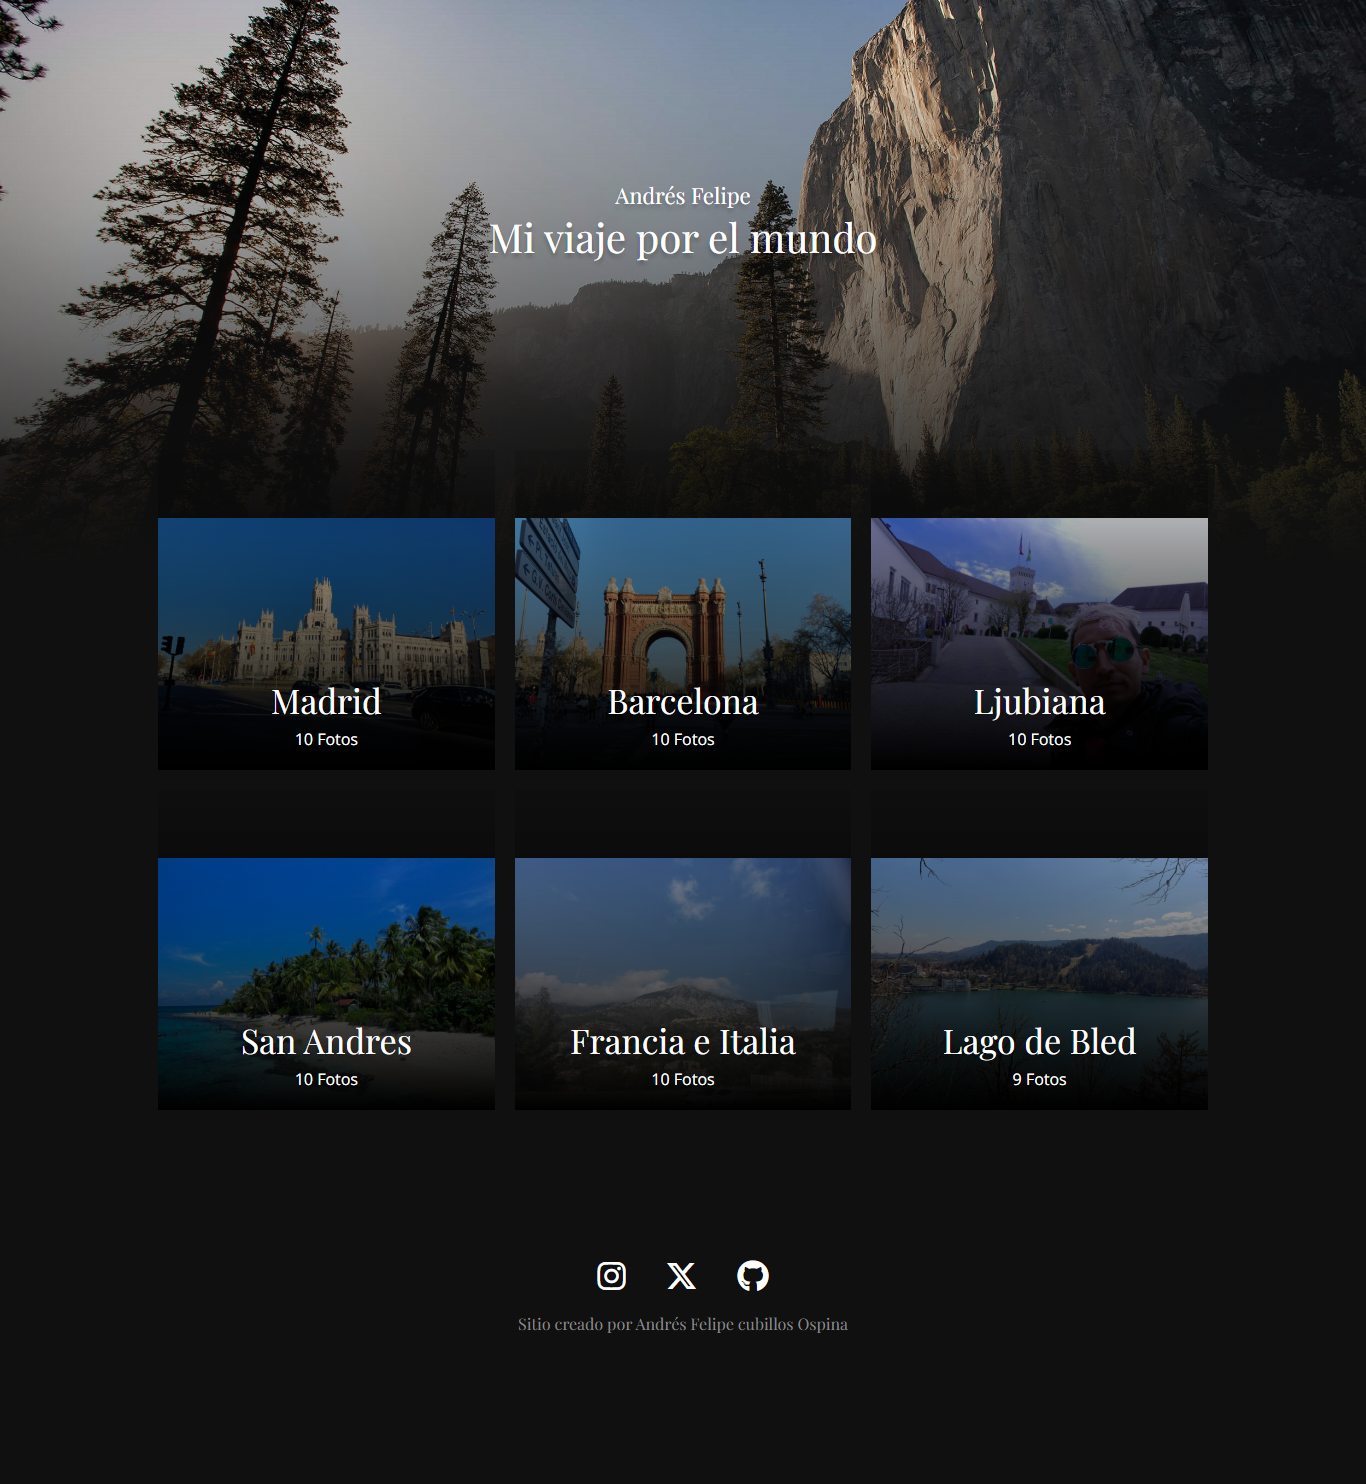 Andrés Felipe
Mi viaje por el mundo
Madrid
10 Fotos
Barcelona
10 Fotos
Ljubiana
10 Fotos
San Andres
10 Fotos
Francia e Italia
10 Fotos
Lago de Bled
9 Fotos
Sitio creado por Andrés Felipe cubillos Ospina